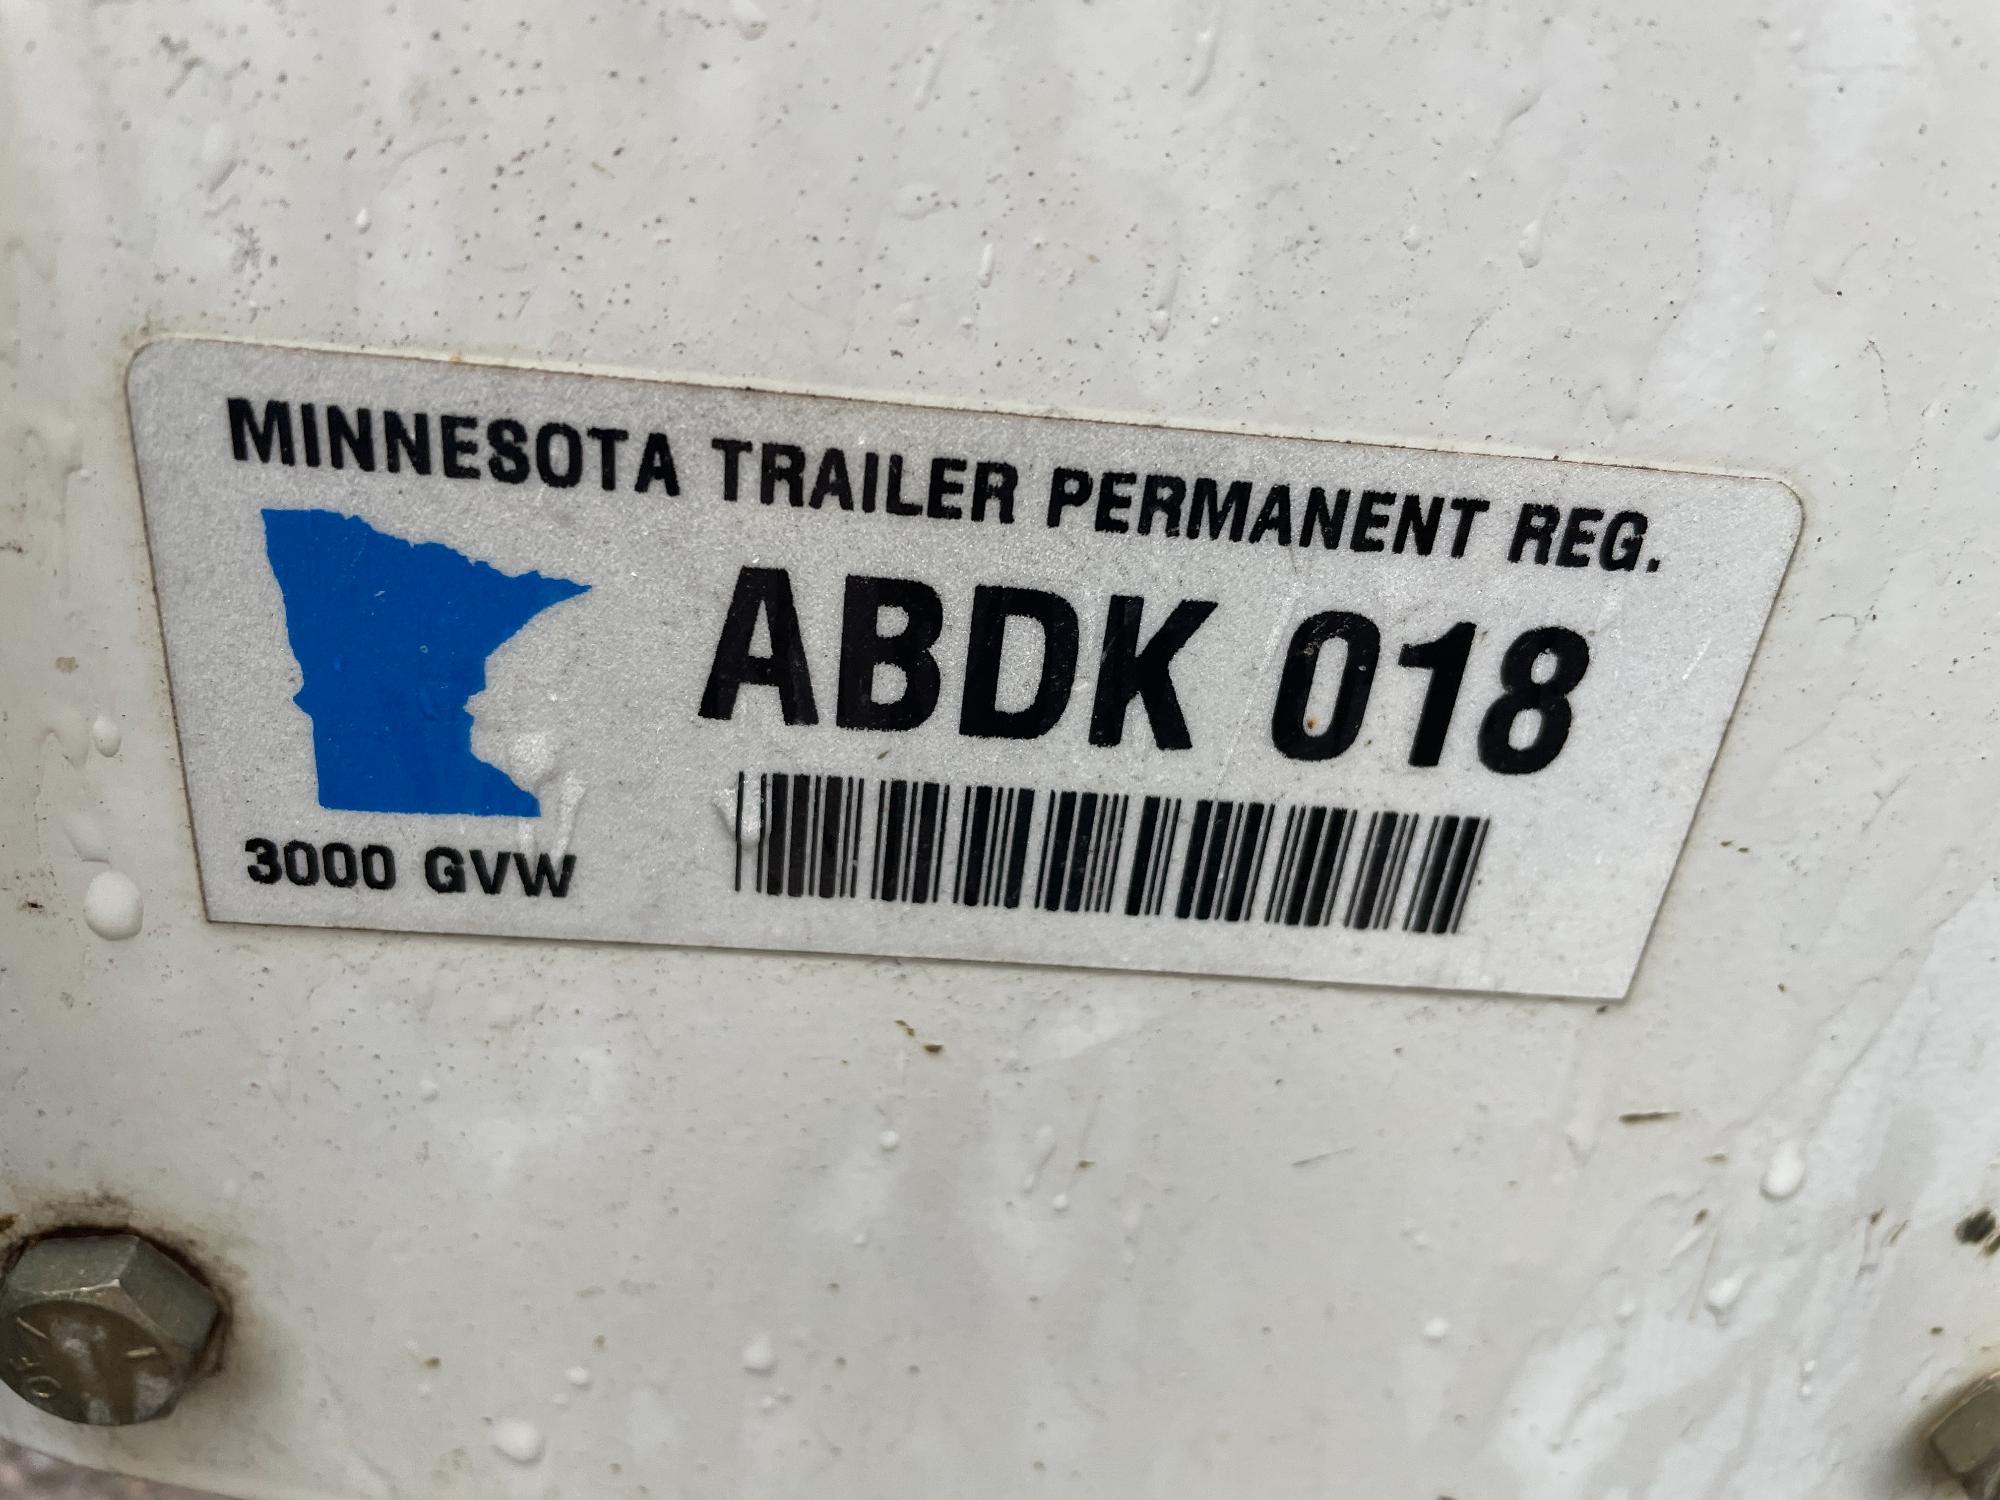 MINNESOTA TRAILER PERMANENT REG.
ABDK 018
3000 GVW